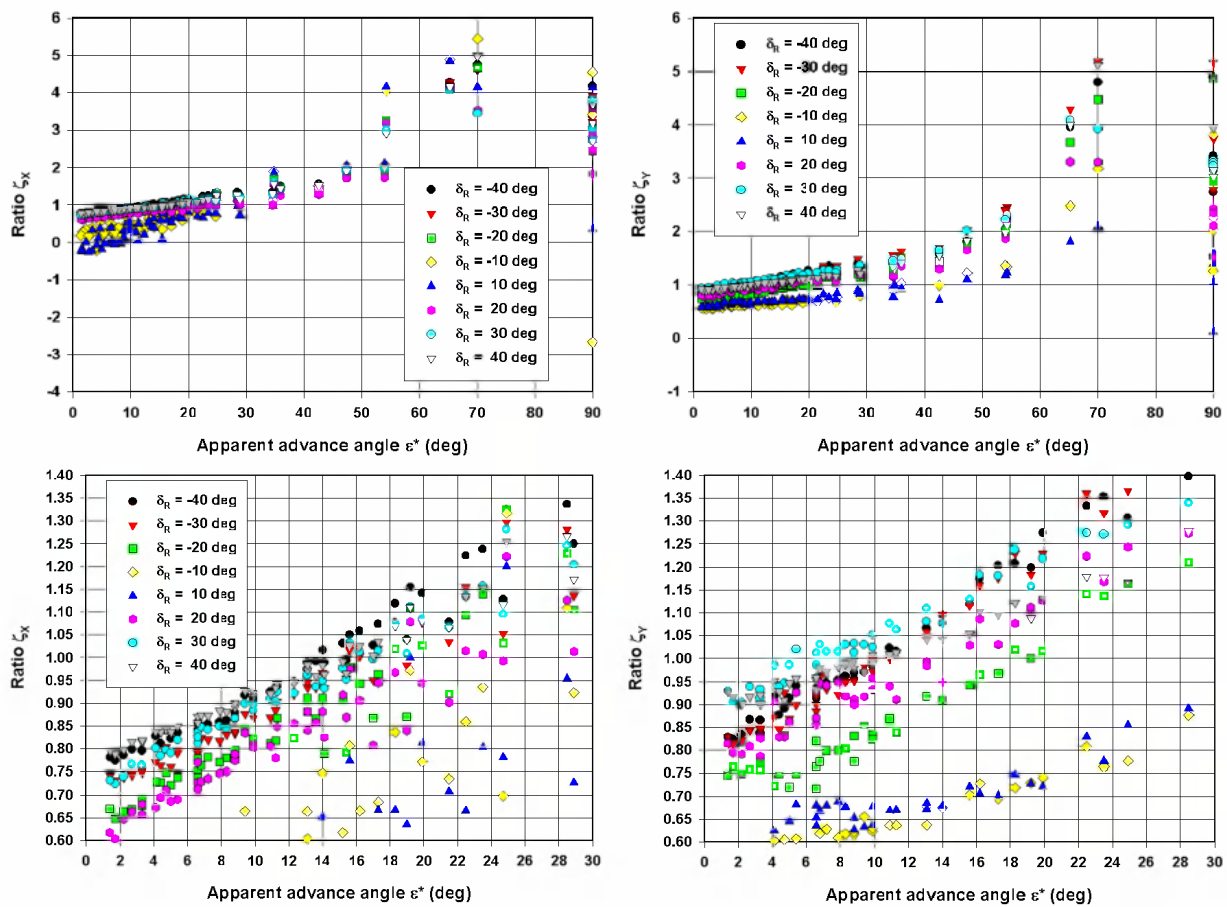 6
5
4
3
2
1
0
-1
-2
-3
-4
Ratio ζX
δR = -40 deg
δR = -30 deg
δR = -20 deg
δR = -10 deg
δR = 10 deg
δR = 20 deg
δR = 30 deg
δR = 40 deg
0 10 20 30 40 50 60 70 80 90
Apparent advance angle ε* (deg)
6
5
4
3
2
1
0
-1
Ratio ζY
δR = -40 deg
δR = -30 deg
δR = -20 deg
δR = -10 deg
δR = 10 deg
δR = 20 deg
δR = 30 deg
δR = 40 deg
0 10 20 30 40 50 60 70 80 90
Apparent advance angle ε* (deg)
1.40
1.35
1.30
1.25
1.20
1.15
1.10
1.05
1.00
0.95
0.90
0.85
0.80
0.75
0.70
0.65
0.60
Ratio ζX
δR = -40 deg
δR = -30 deg
δR = -20 deg
δR = -10 deg
δR = 10 deg
δR = 20 deg
δR = 30 deg
δR = 40 deg
0 2 4 6 8 10 12 14 16 18 20 22 24 26 28 30
Apparent advance angle ε* (deg)
1.40
1.35
1.30
1.25
1.20
1.15
1.10
1.05
1.00
0.95
0.90
0.85
0.80
0.75
0.70
0.65
0.60
Ratio ζY
0 2 4 6 8 10 12 14 16 18 20 22 24 26 28 30
Apparent advance angle ε* (deg)